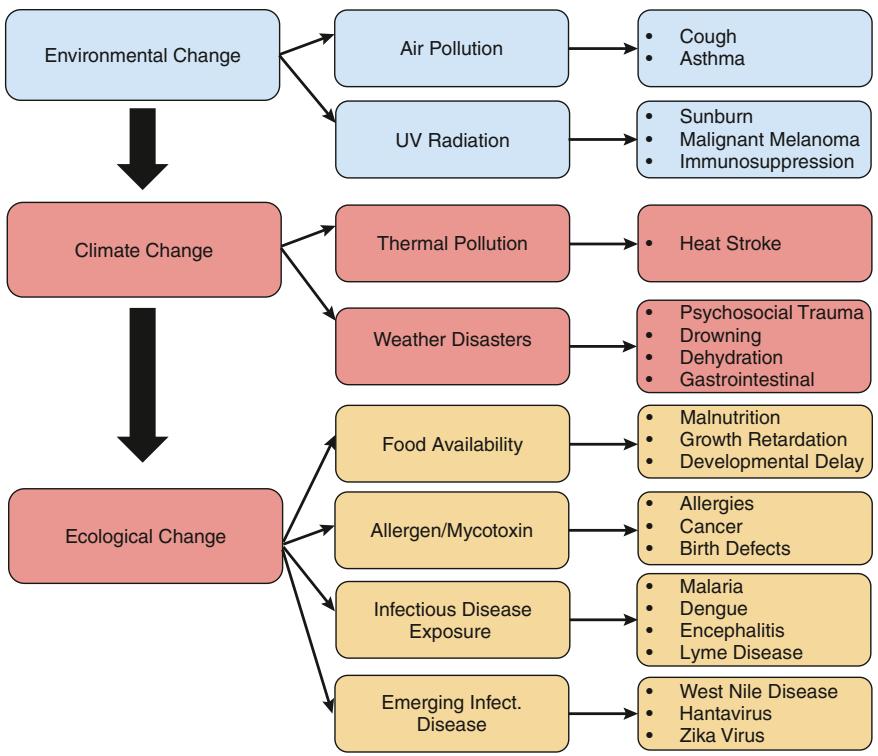 Environmental Change
Air Pollution
• Cough
• Asthma
UV Radiation
• Sunburn
• Malignant Melanoma
• Immunosuppression
Climate Change
Thermal Pollution
• Heat Stroke
Weather Disasters
• Psychosocial Trauma
• Drowning
• Dehydration
• Gastrointestinal
Ecological Change
Food Availability
• Malnutrition
• Growth Retardation
• Developmental Delay
Allergen/Mycotoxin
• Allergies
• Cancer
• Birth Defects
Infectious Disease
Exposure
• Malaria
• Dengue
• Encephalitis
• Lyme Disease
Emerging Infect.
Disease
• West Nile Disease
• Hantavirus
• Zika Virus